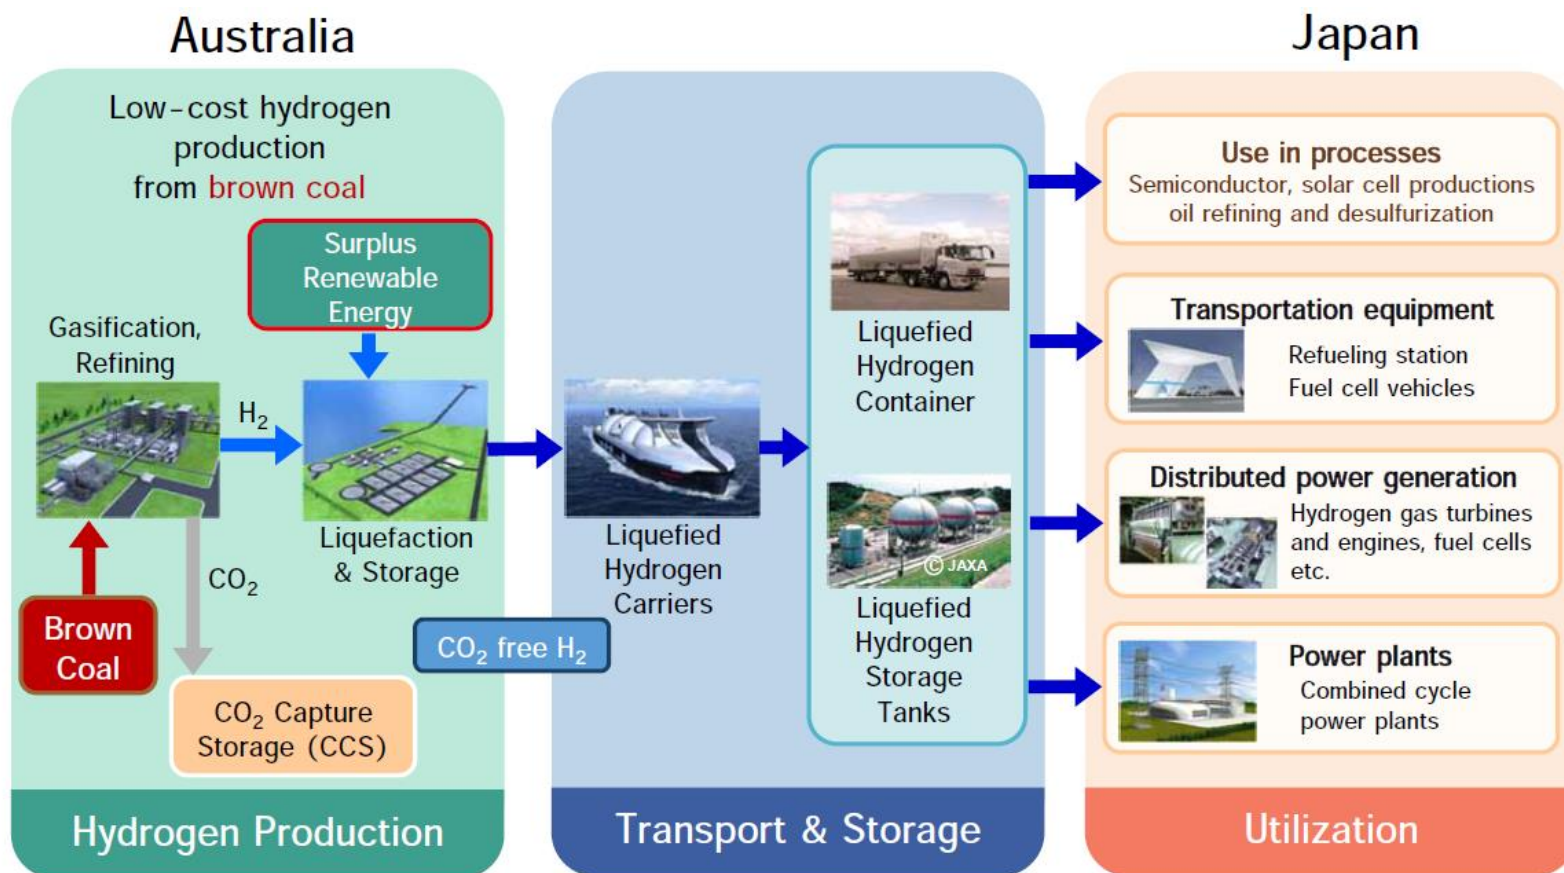 Australia
Low-cost hydrogen
production
from brown coal
Surplus
Renewable
Energy
Gasification,
Refining
H₂
Liquefaction
& Storage
CO₂
Brown
Coal
CO₂ Capture
Storage (CCS)
Hydrogen Production
CO₂ free H₂
Liquefied
Hydrogen
Carriers
Liquefied
Hydrogen
Container
© JAXA
Liquefied
Hydrogen
Storage
Tanks
Transport & Storage
Japan
Use in processes
Semiconductor, solar cell productions
oil refining and desulfurization
Transportation equipment
Refueling station
Fuel cell vehicles
Distributed power generation
Hydrogen gas turbines
and engines, fuel cells
etc.
Power plants
Combined cycle
power plants
Utilization